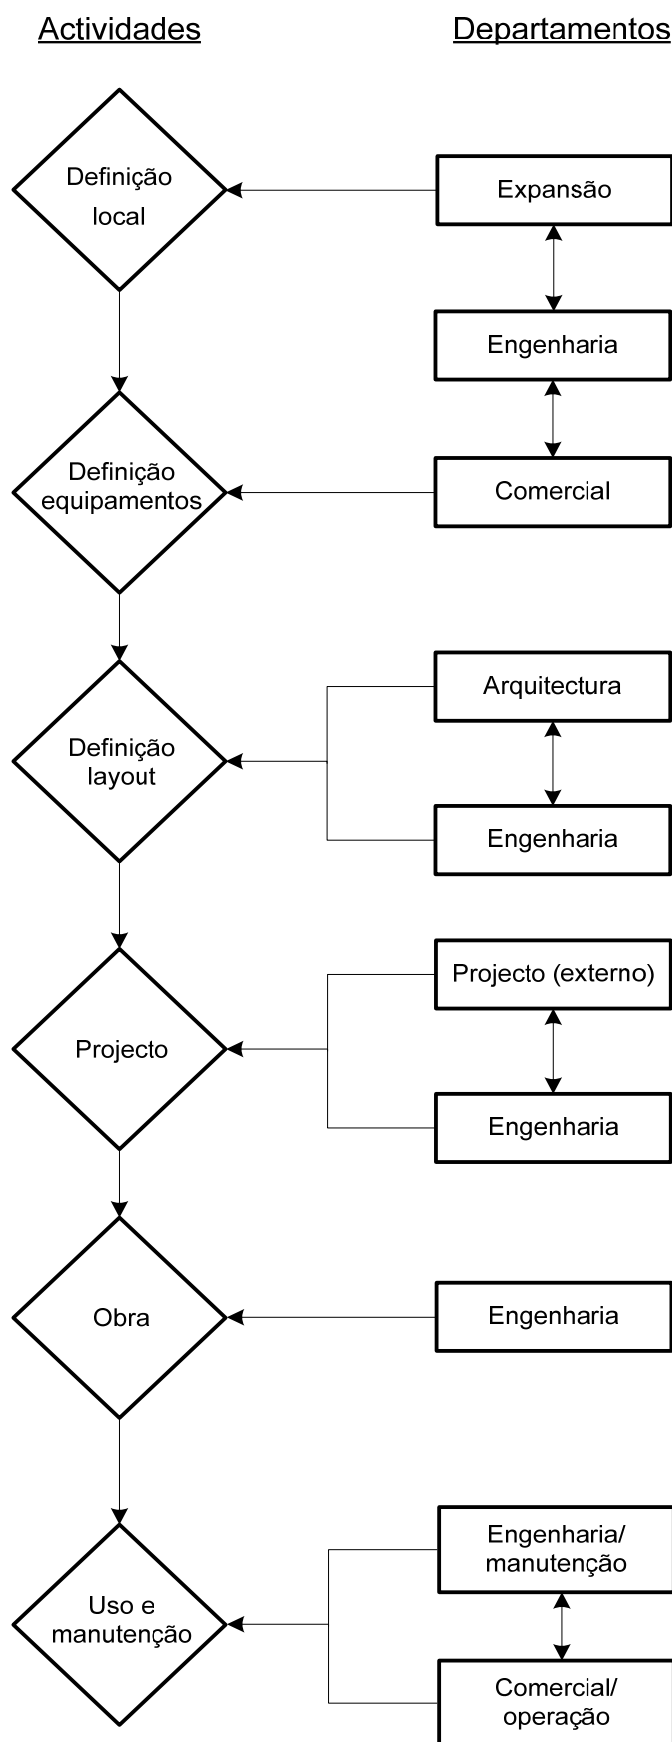 Actividades
Departamentos
Definição
local
Expansão
Engenharia
Definição
equipamentos
Comercial
Definição
layout
Arquitectura
Engenharia
Projecto
Projecto (externo)
Engenharia
Obra
Engenharia
Uso e
manutenção
Engenharia/
manutenção
Comercial/
operação